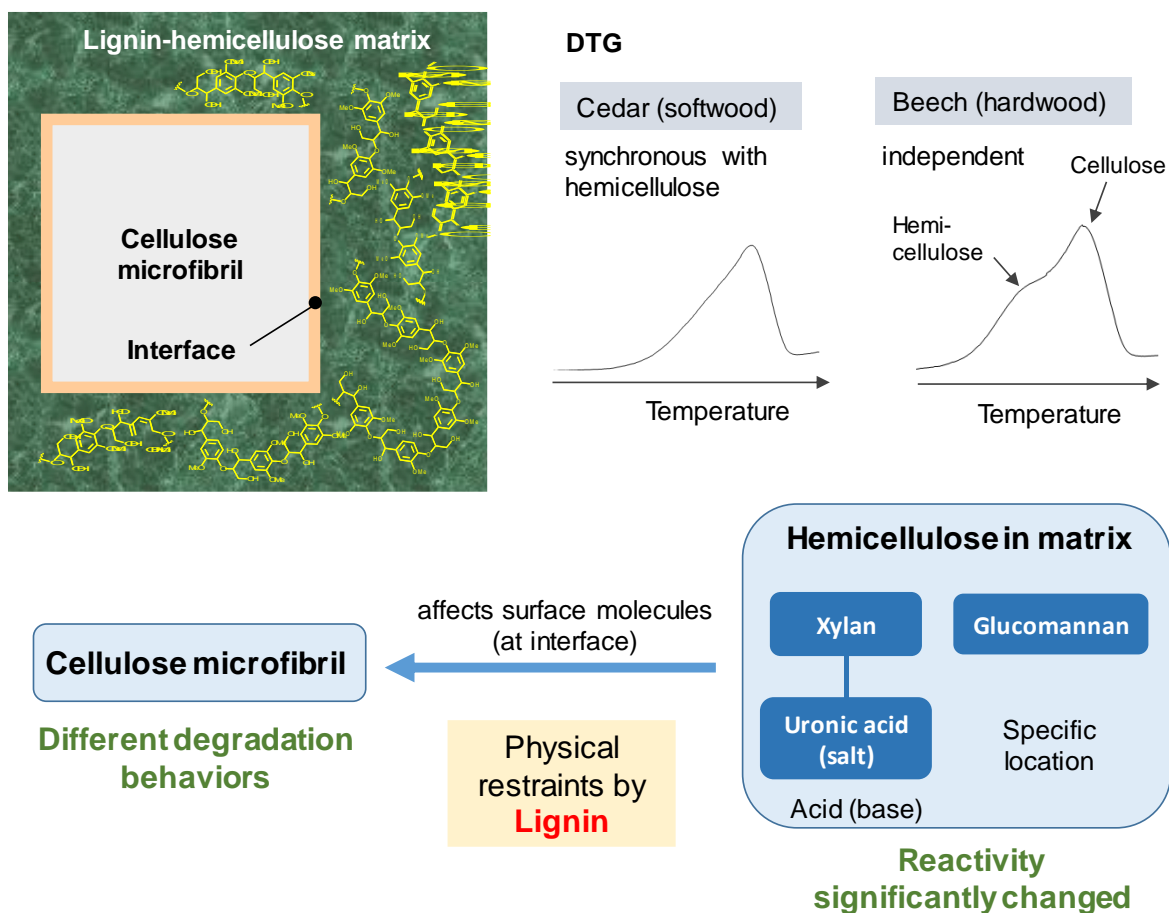 Lignin-hemicellulose matrix
Cellulose
microfibril
Interface
DTG
Cedar (softwood)
synchronous with
hemicellulose
Temperature
Beech (hardwood)
independent
Cellulose
Hemi-
cellulose
Temperature
Hemicellulose in matrix
Xylan
Glucomannan
Uronic acid
(salt)
Specific
location
Acid (base)
Reactivity
significantly changed
affects surface molecules
(at interface)
Cellulose microfibril
Different degradation
behaviors
Physical
restraints by
Lignin